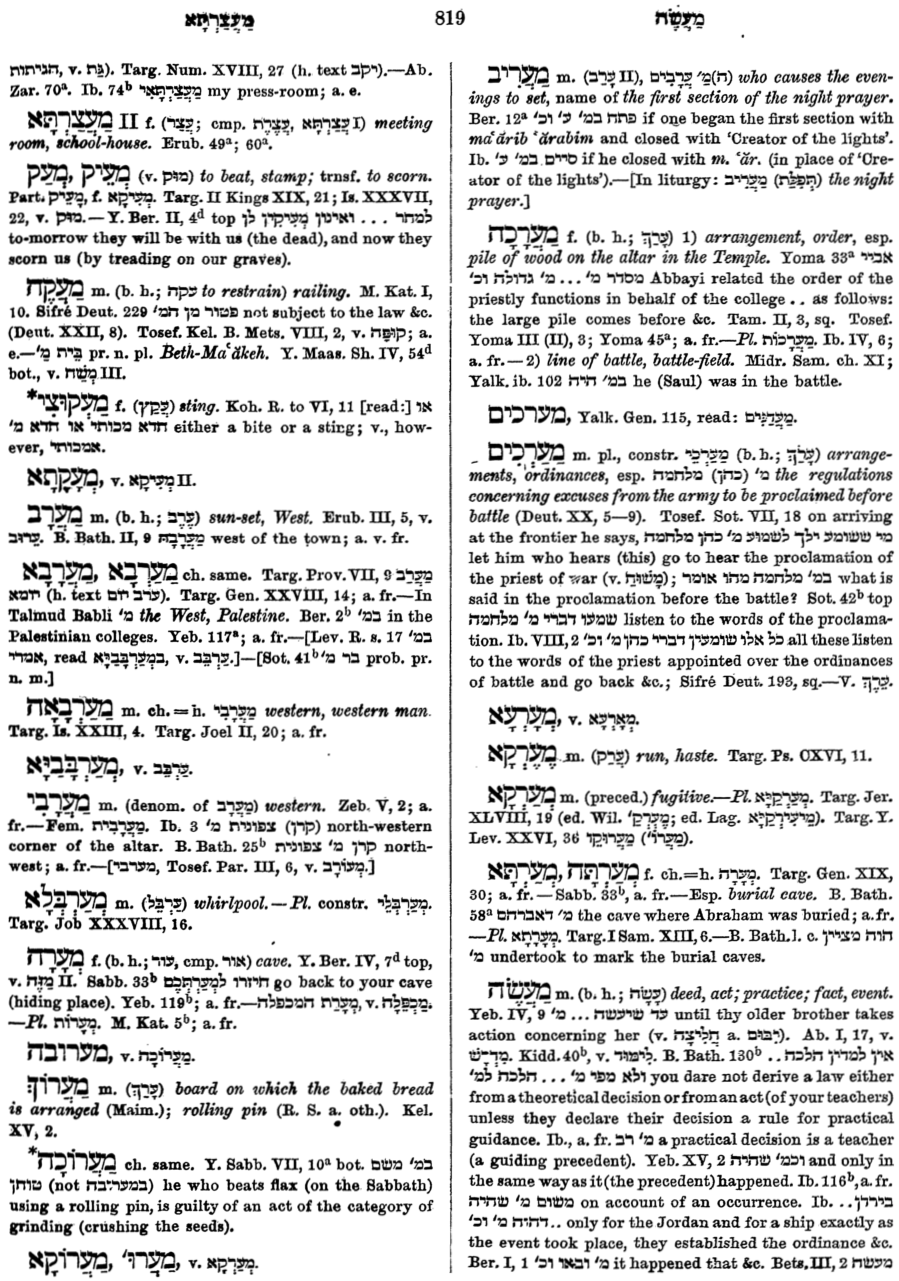 מַעֲצַרְתָּא 819 מַעֲשֶׂה
חגיתות, v. גַּת). Targ. Num. XVIII, 27 (h. text יקב).—Ab.
Zar. 70ᵃ. Ib. 74ᵇ מַעֲצַרְתָּאִי my press-room; a. e.
מַעֲצַרְתָּא II f. (עֲצַר; cmp. עֲצֶרֶת, עֲצַרְתָּא I) meeting
room, school-house. Erub. 49ᵃ; 60ᵃ.
מְעֵיק, מְעַק (v. מוּק) to beat, stamp; trnsf. to scorn.
Part. מָעֵיק, f. מָעֵיקָא. Targ. II Kings XIX, 21; Is. XXXVII,
22, v. מוּק.—Y. Ber. II, 4ᵈ top למחר ... ואינון מְעִיקִין לן
to-morrow they will be with us (the dead), and now they
scorn us (by treading on our graves).
מַעֲקֶה m. (b. h.; עקה to restrain) railing. M. Kat. I,
10. Sifré Deut. 229 פטור מן המ' not subject to the law &c.
(Deut. XXII, 8). Tosef. Kel. B. Mets. VIII, 2, v. קוּפָּה; a.
e.—בֵּית מַ' pr. n. pl. Beth-Maʿăkeh. Y. Maas. Sh. IV, 54ᵈ
bot., v. מְשַׁח III.
*מַעְקוּצִי f. (עֲקַץ) sting. Koh. R. to VI, 11 [read:] או
חדא מכותי או חדא מ' either a bite or a sting; v., how-
ever, אמכותי.
מְעָקְתָא, v. מְעִיקָא II.
מַעֲרָב m. (b. h.; עֶרֶב) sun-set, West. Erub. III, 5, v.
עֵרוּב. B. Bath. II, 9 מַעֲרָבָהּ west of the town; a. v. fr.
מַעְרְבָא, מַעֲרָבָא ch. same. Targ. Prov. VII, 9 מַעֲרַב
יומא (h. text ערב יום). Targ. Gen. XXVIII, 14; a. fr.—In
Talmud Babli מ' the West, Palestine. Ber. 2ᵇ במ' in the
Palestinian colleges. Yeb. 117ᵃ; a. fr.—[Lev. R. s. 17 במ'
אמרי, read במְעַרְבָּבַיָּא, v. עַרְבֵּב.]—[Sot. 41ᵇ בר מ' prob. pr.
n. m.]
מַעַרְבָאָה m. ch.=h. מַעֲרָבִי western, western man.
Targ. Is. XXIII, 4. Targ. Joel II, 20; a. fr.
מְעַרְבָּבַיָּא, v. עַרְבֵּב.
מַעֲרָבִי m. (denom. of מַעֲרָב) western. Zeb. V, 2; a.
fr.—Fem. מַעֲרָבִית. Ib. 3 (קרן) צפונית מ' north-western
corner of the altar. B. Bath. 25ᵇ קרן מ' צפונית north-
west; a. fr.—[מערבי, Tosef. Par. III, 6, v. מְעוֹרָב.]
מְעַרְבְּלָא m. (עַרְבֵּל) whirlpool.—Pl. constr. מְעַרְבְּלֵי.
Targ. Job XXXVIII, 16.
מְעָרָה f. (b. h.; עור, cmp. אור) cave. Y. Ber. IV, 7ᵈ top,
v. מֻזֶּה II. Sabb. 33ᵇ חיזרו למְעָרַתְכֶם go back to your cave
(hiding place). Yeb. 119ᵇ; a. fr.—מְעָרַת המכפלה, v. מַכְפֵּלָה.
—Pl. מְעָרוֹת. M. Kat. 5ᵇ; a. fr.
מערובה, v. מַעֲרוֹכָה.
מַעֲרוֹךְ m. (עָרַךְ) board on which the baked bread
is arranged (Maim.); rolling pin (R. S. a. oth.). Kel.
XV, 2.
*מַעֲרוֹכָה ch. same. Y. Sabb. VII, 10ᵃ bot. במ' משם
טוחן (not במעריבה) he who beats flax (on the Sabbath)
using a rolling pin, is guilty of an act of the category of
grinding (crushing the seeds).
מַעֲרוֹקָא, מַעֲרוּ', v. מַעְרְקָא.
מַעֲרִיב m. (עָרַב II), (ה)מַ' עֲרָבִים who causes the even-
ings to set, name of the first section of the night prayer.
Ber. 12ᵃ פתח במ' ע' וכ' if one began the first section with
maʿărib ʿărabim and closed with 'Creator of the lights'.
Ib. סיים במ' ע' if he closed with m. ʿăr. (in place of 'Cre-
ator of the lights').—[In liturgy: מַעֲרִיב (תְּפִלַּת) the night
prayer.]
מַעֲרָכָה f. (b. h.; עָרַךְ) 1) arrangement, order, esp.
pile of wood on the altar in the Temple. Yoma 33ᵃ אביי
מסדר מ' ... מ' גדולה וכ' Abbayi related the order of the
priestly functions in behalf of the college .. as follows:
the large pile comes before &c. Tam. II, 3, sq. Tosef.
Yoma III (II), 3; Yoma 45ᵃ; a. fr.—Pl. מַעֲרָכוֹת. Ib. IV, 6;
a. fr.—2) line of battle, battle-field. Midr. Sam. ch. XI;
Yalk. ib. 102 במ' היה he (Saul) was in the battle.
מערכים, Yalk. Gen. 115, read: מַעֲדַנִּים.
מַעֲרָכִים m. pl., constr. מַעַרְכֵי (b. h.; עָרַךְ) arrange-
ments, ordinances, esp. מ' (כהן) מלחמה the regulations
concerning excuses from the army to be proclaimed before
battle (Deut. XX, 5—9). Tosef. Sot. VII, 18 on arriving
at the frontier he says, מי ששומע ילך לשמוע מ' כהן מלחמה
let him who hears (this) go to hear the proclamation of
the priest of war (v. מָשׁוּחַ); במ' מלחמה מהו אומר what is
said in the proclamation before the battle? Sot. 42ᵇ top
שמעו דברי מ' מלחמה listen to the words of the proclama-
tion. Ib. VIII, 2 כל אלו שומעין דברי כהן מ' וכ' all these listen
to the words of the priest appointed over the ordinances
of battle and go back &c.; Sifré Deut. 193, sq.—V. עֵרֶךְ.
מְעָרְעָא, v. מְאָרְעָא.
מֶעֱרָקָא m. (עֲרַק) run, haste. Targ. Ps. CXVI, 11.
מַעְרְקָא m. (preced.) fugitive.—Pl. מַעְרְקַיָּא. Targ. Jer.
XLVIII, 19 (ed. Wil. מֶעֶרְקַ'; ed. Lag. מִיעִירְקַיָּא). Targ. Y.
Lev. XXVI, 36 מַעֲרוּקֵי (מַעֲרוֹ').
מְעַרְתָּא, מְעַרְתָּה f. ch.=h. מְעָרָה. Targ. Gen. XIX,
30; a. fr.—Sabb. 33ᵇ, a. fr.—Esp. burial cave. B. Bath.
58ᵃ מ' דאברהם the cave where Abraham was buried; a. fr.
—Pl. מְעָרָתָא. Targ. I Sam. XIII, 6.—B. Bath. l. c. הוה מציין
מ' undertook to mark the burial caves.
מַעֲשֶׂה m. (b. h.; עָשָׂה) deed, act; practice; fact, event.
Yeb. IV, 9 עד שיעשה ... מ' until thy older brother takes
action concerning her (v. חֲלִיצָה a. יִבּוּם). Ab. I, 17, v.
מִדְרָשׁ. Kidd. 40ᵇ, v. לִימּוּד. B. Bath. 130ᵇ אין למדין הלכה ..
ולא מפי מ' ... הלכה למ' you dare not derive a law either
from a theoretical decision or from an act (of your teachers)
unless they declare their decision a rule for practical
guidance. Ib., a. fr. מ' רב a practical decision is a teacher
(a guiding precedent). Yeb. XV, 2 וכמ' שהיה and only in
the same way as it (the precedent) happened. Ib. 116ᵇ, a. fr.
משום מ' שהיה on account of an occurrence. Ib. ... בירדן
.. דהיה מ' וכ' only for the Jordan and for a ship exactly as
the event took place, they established the ordinance &c.
Ber. I, 1 מ' ובאו וכ' it happened that &c. Bets. III, 2 מעשה